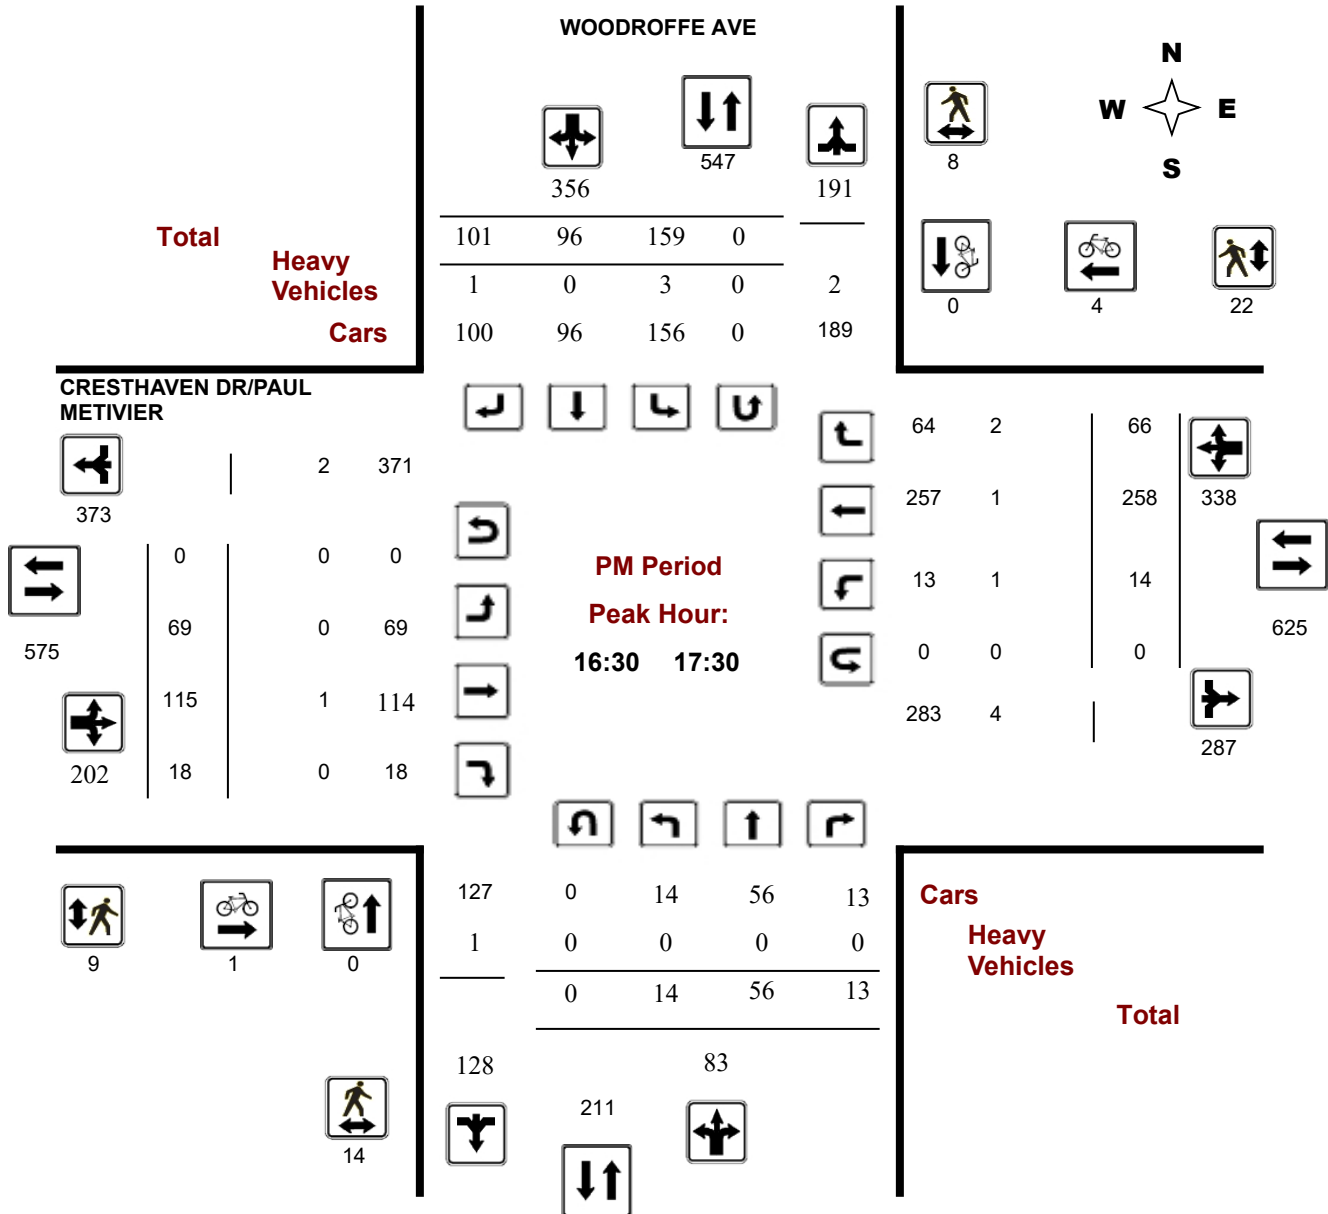 WOODROFFE AVE
N
W E
S
547
8
356
191
Total
101 96 159 0
Heavy
Vehicles
1 0 3 0 2
0 4 22
Cars
100 96 156 0 189
CRESTHAVEN DR/PAUL
METIVIER
64 2 66
2 371
373
257 1 258 338
0 0 0
PM Period
13 1 14
Peak Hour:
69 0 69
625
575
16:30 17:30
0 0 0
115 1 114
283 4
287
202 18 0 18
127 0 14 56 13
Cars
1 0 0 0 0
Heavy
Vehicles
9 1 0
0 14 56 13
Total
128 83
211
14